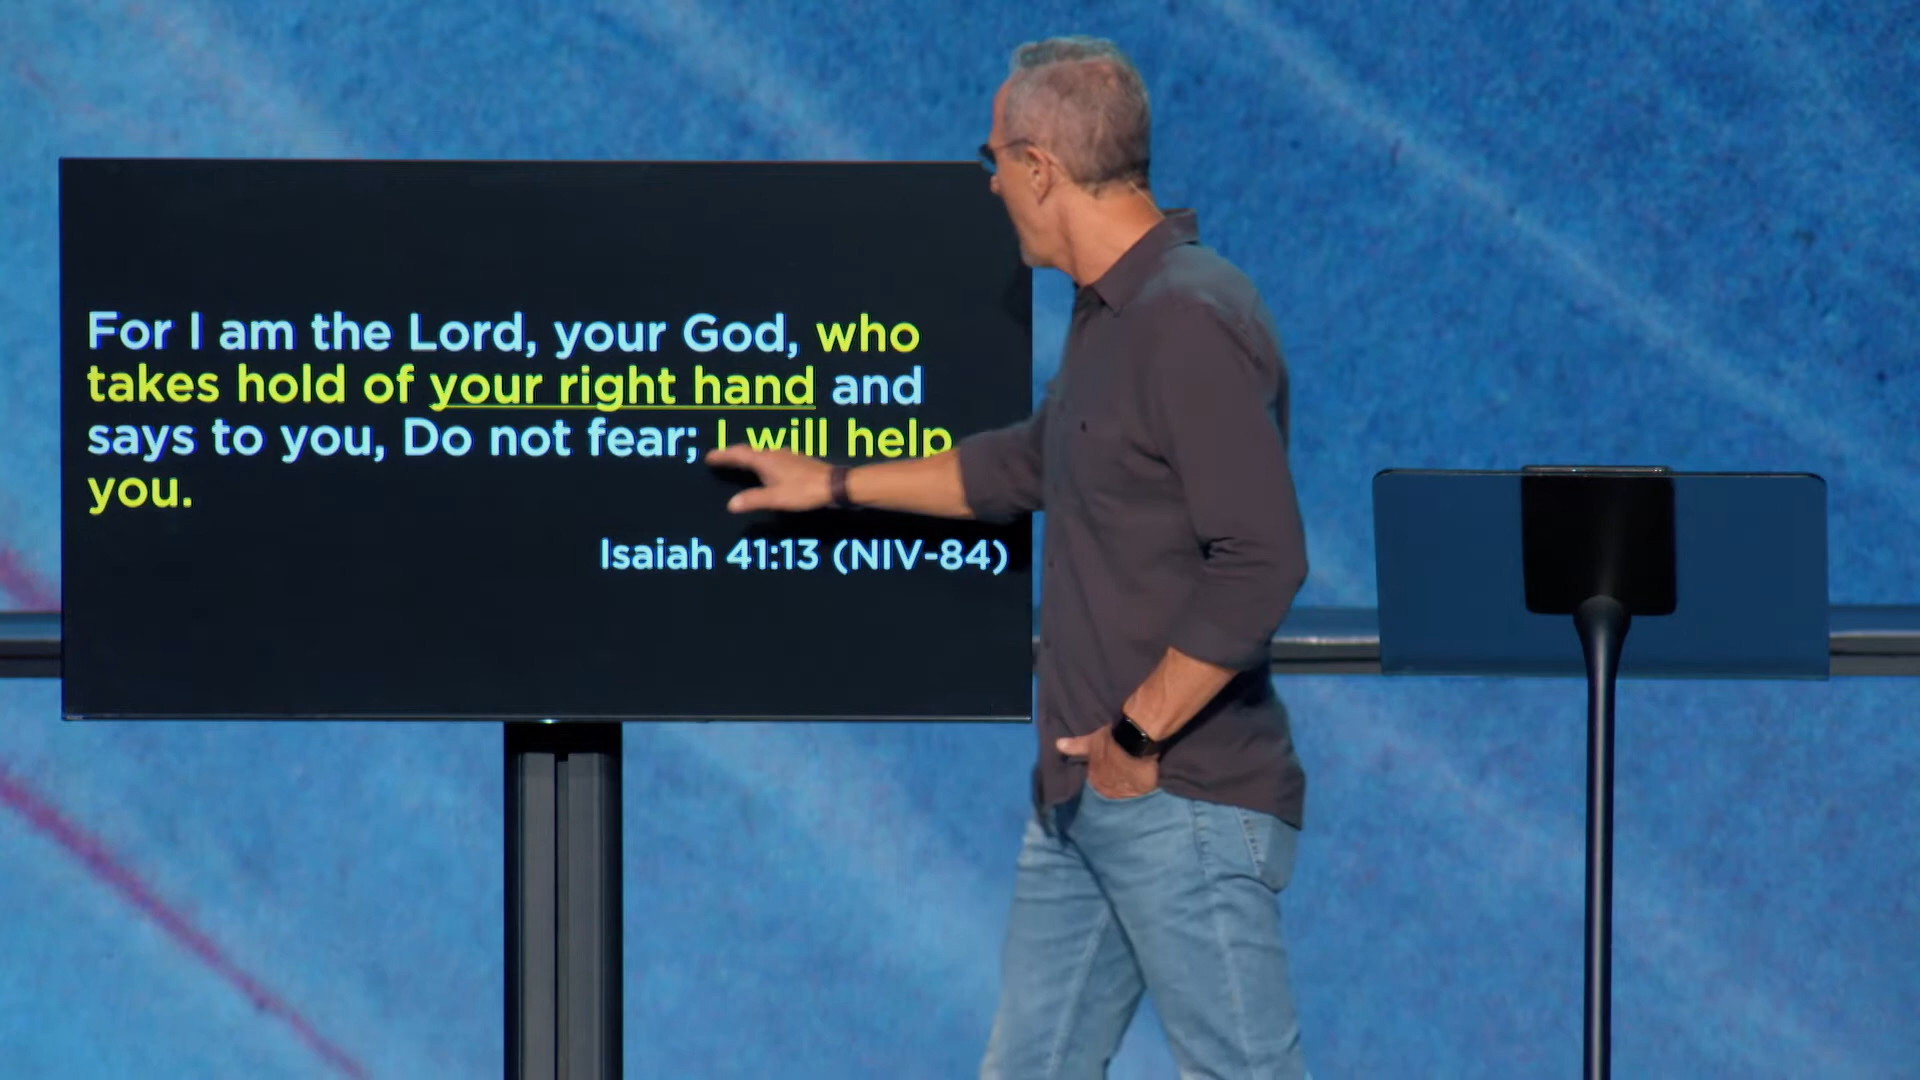 For I am the Lord, your God, who
takes hold of your right hand and
says to you, Do not fear; I will help
you.
Isaiah 41:13 (NIV-84)